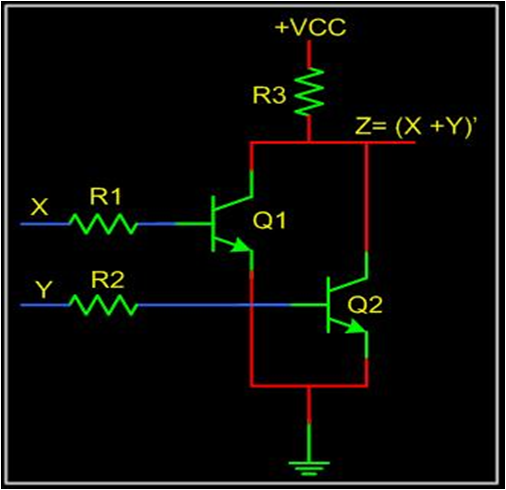 +VCC
R3
Z= (X +Y)'
X
R1
Q1
Y
R2
Q2